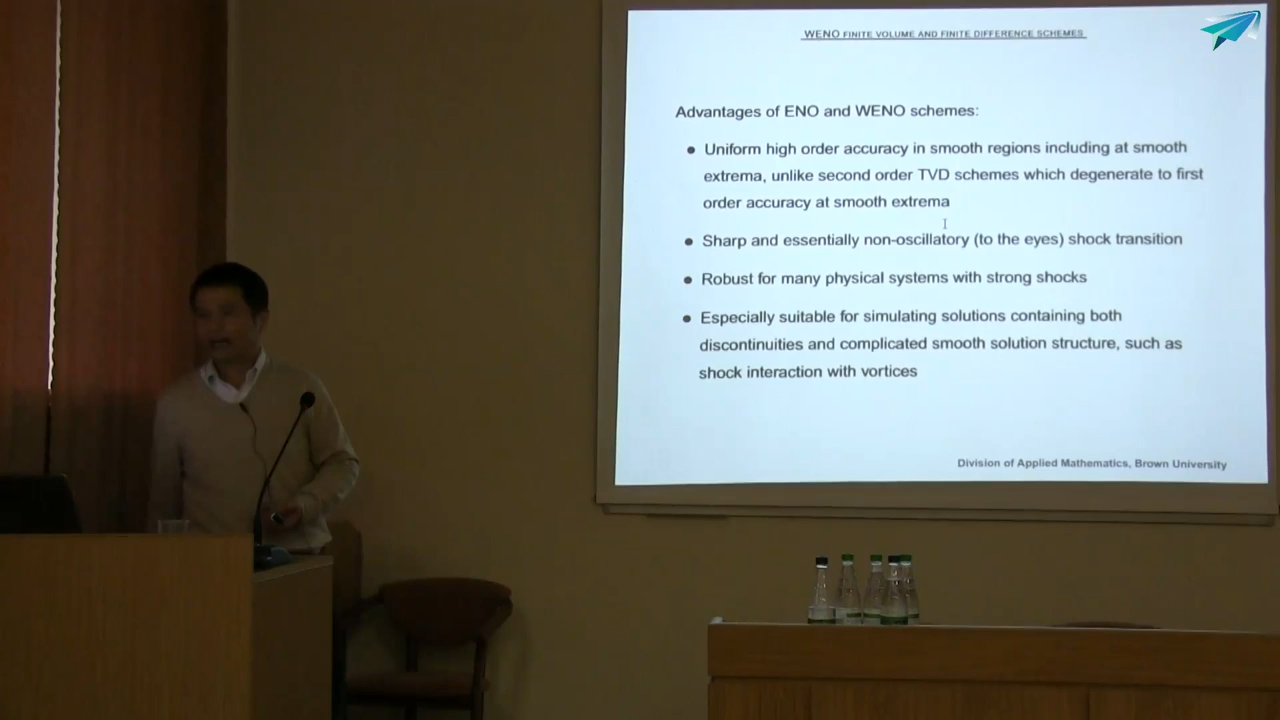 WENO FINITE VOLUME AND FINITE DIFFERENCE SCHEMES
Advantages of ENO and WENO schemes:
● Uniform high order accuracy in smooth regions including at smooth
extrema, unlike second order TVD schemes which degenerate to first
order accuracy at smooth extrema
● Sharp and essentially non-oscillatory (to the eyes) shock transition
● Robust for many physical systems with strong shocks
● Especially suitable for simulating solutions containing both
discontinuities and complicated smooth solution structure, such as
shock interaction with vortices
Division of Applied Mathematics, Brown University